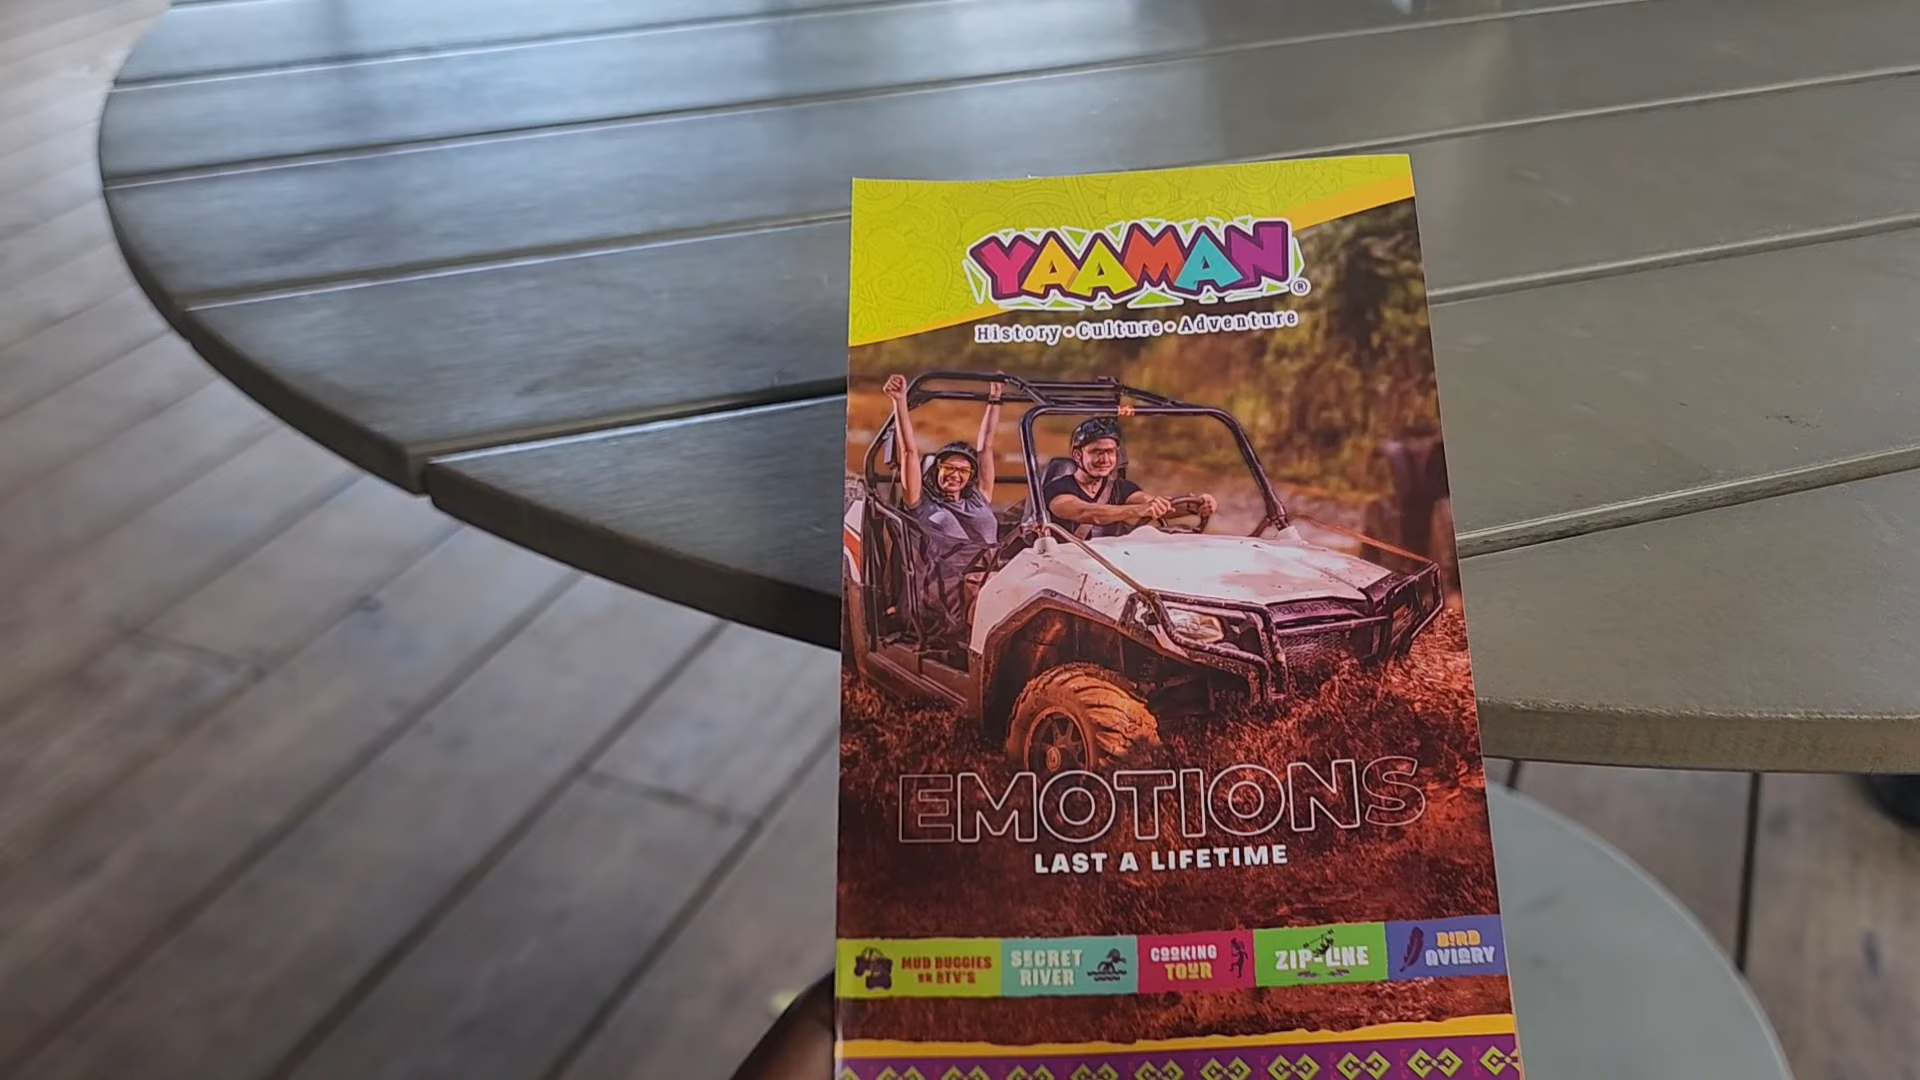 YAAMAN®
History • Culture • Adventure
POLARIS
EMOTIONS
LAST A LIFETIME
MUD BUGGIES
OR ATV'S
SECRET
RIVER
COOKING
TOUR
ZIP-LINE
BIRD
AVIARY